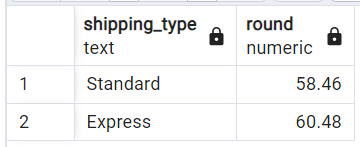 shipping_type round
text numeric
1 Standard 58.46
2 Express 60.48